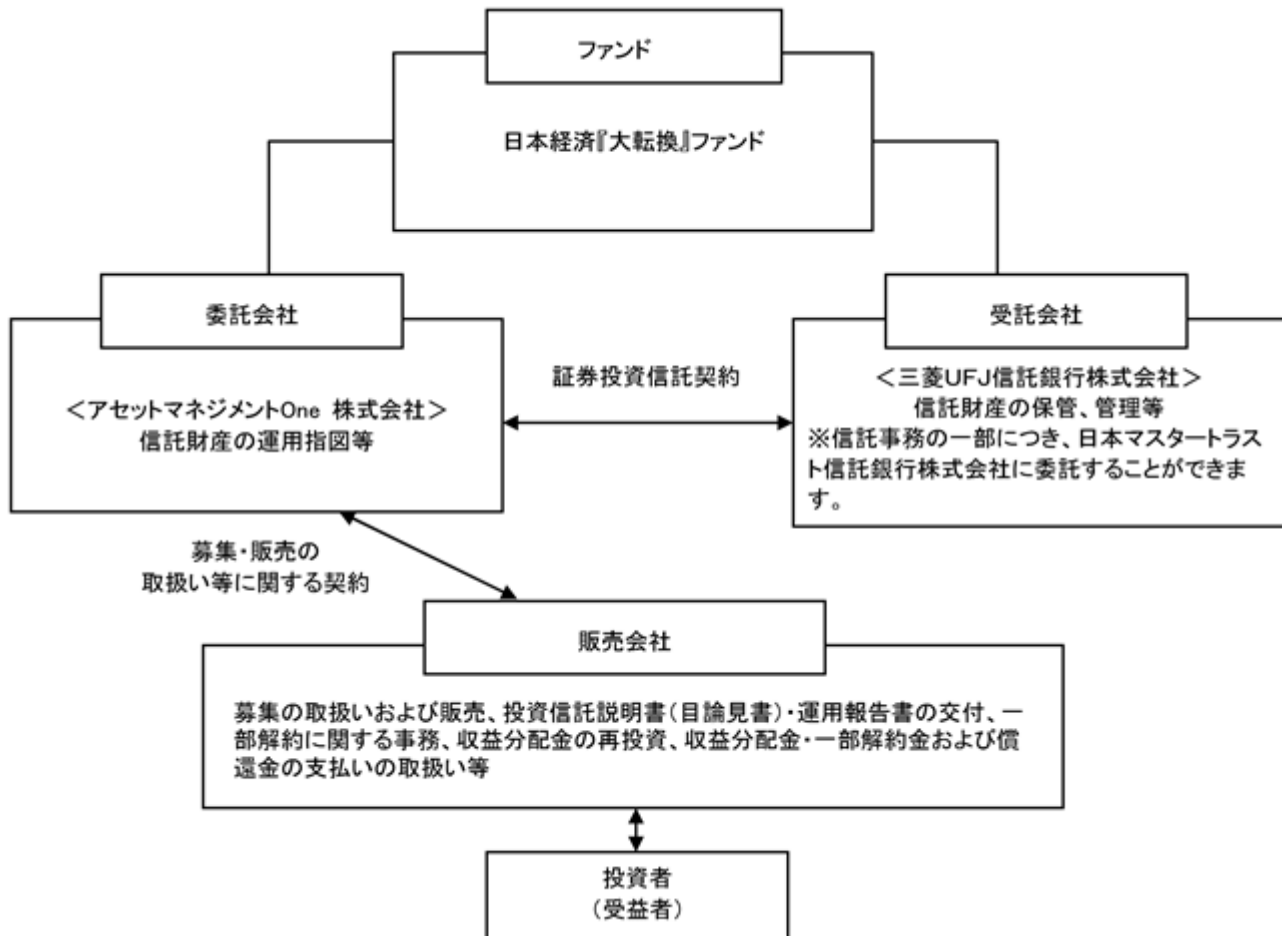 ファンド
日本経済『大転換』ファンド
委託会社
＜アセットマネジメントOne 株式会社＞
信託財産の運用指図等
証券投資信託契約
受託会社
＜三菱UFJ信託銀行株式会社＞
信託財産の保管、管理等
※信託事務の一部につき、日本マスタートラス
ト信託銀行株式会社に委託することができま
す。
募集・販売の
取扱い等に関する契約
販売会社
募集の取扱いおよび販売、投資信託説明書（目論見書）・運用報告書の交付、一
部解約に関する事務、収益分配金の再投資、収益分配金・一部解約金および償
還金の支払いの取扱い等
投資者
（受益者）